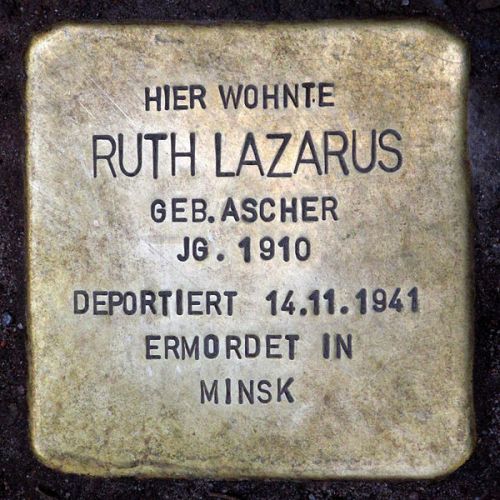 HIER WOHNTE
RUTH LAZARUS
GEB. ASCHER
JG. 1910
DEPORTIERT 14.11.1941
ERMORDET IN
MINSK